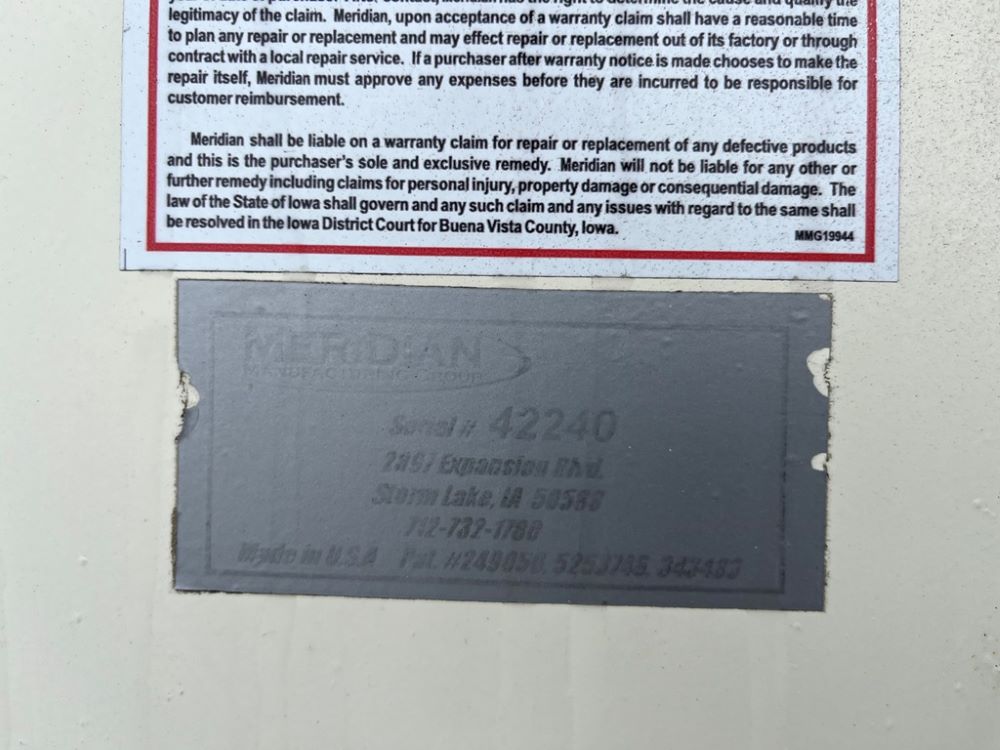 legitimacy of the claim. Meridian, upon acceptance of a warranty claim shall have a reasonable time
to plan any repair or replacement and may effect repair or replacement out of its factory or through
contract with a local repair service. If a purchaser after warranty notice is made chooses to make the
repair itself, Meridian must approve any expenses before they are incurred to be responsible for
customer reimbursement.
Meridian shall be liable on a warranty claim for repair or replacement of any defective products
and this is the purchaser's sole and exclusive remedy. Meridian will not be liable for any other or
further remedy including claims for personal injury, property damage or consequential damage. The
law of the State of Iowa shall govern and any such claim and any issues with regard to the same shall
be resolved in the Iowa District Court for Buena Vista County, Iowa.
MMG19944
MERIDIAN
MANUFACTURING GROUP
Serial # 42240
Expansion Blvd.
Storm Lake, IA 50588
712-732-1780
Made in U.S.A Pat. #